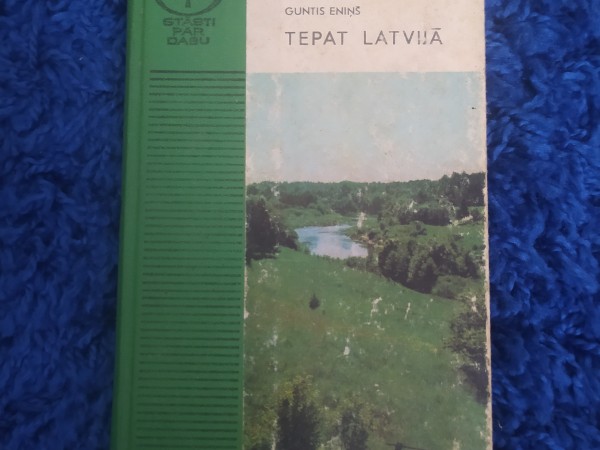 STĀSTI
PAR
DABU
GUNTIS ENIŅŠ
TEPAT LATVIJĀ